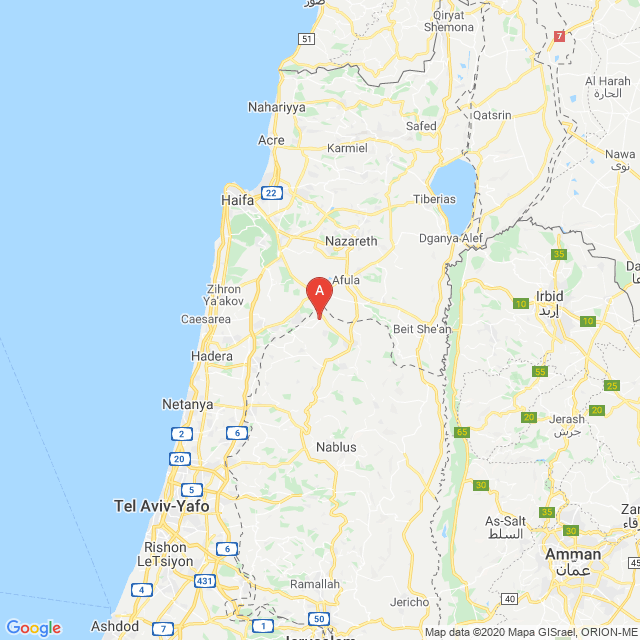 صور
Qiryat
Shemona
51
7
Al Harah
الحارة
Nahariyya
Qatsrin
Safed
Acre
Karmiel
Nawa
نوى
22
Haifa
Tiberias
Nazareth
Dganya Alef
35
Afula
A
Zihron
Ya'akov
Irbid
إربد
10
10
Caesarea
Beit She'an
Hadera
55
25
Netanya
20
20
Jerash
جرش
2
6
65
Nablus
20
5
30
Tel Aviv-Yafo
35
As-Salt
السلط
30
Rishon
LeTsiyon
6
Amman
عمان
431
4
Ramallah
40
Jericho
Ashdod
7
1
50
Google
Map data ©2020 Mapa GISrael, ORION-ME